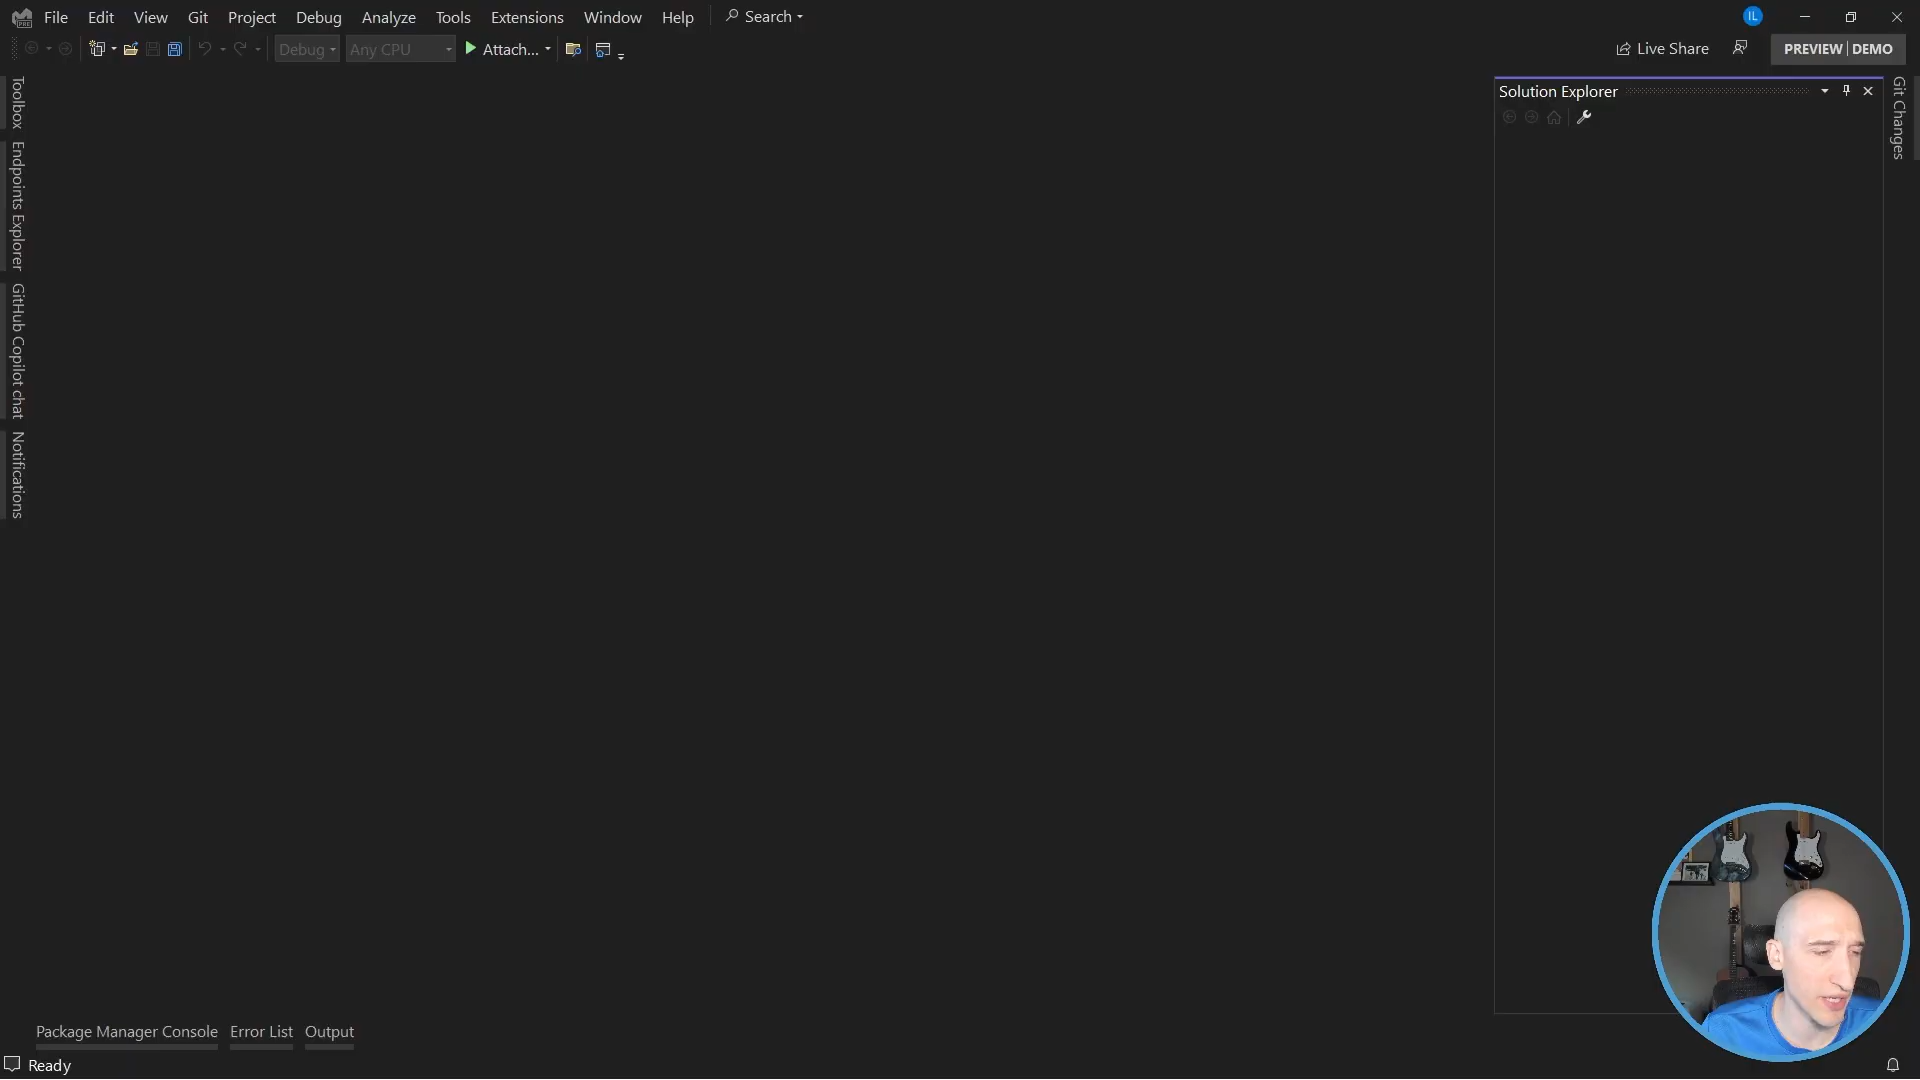 File Edit View Git Project Debug Analyze Tools Extensions Window Help Search
IL
Debug Any CPU Attach...
Live Share
PREVIEW DEMO
Toolbox
Endpoints Explorer
GitHub Copilot chat
Notifications
Solution Explorer
Git Changes
Package Manager Console Error List Output
Ready